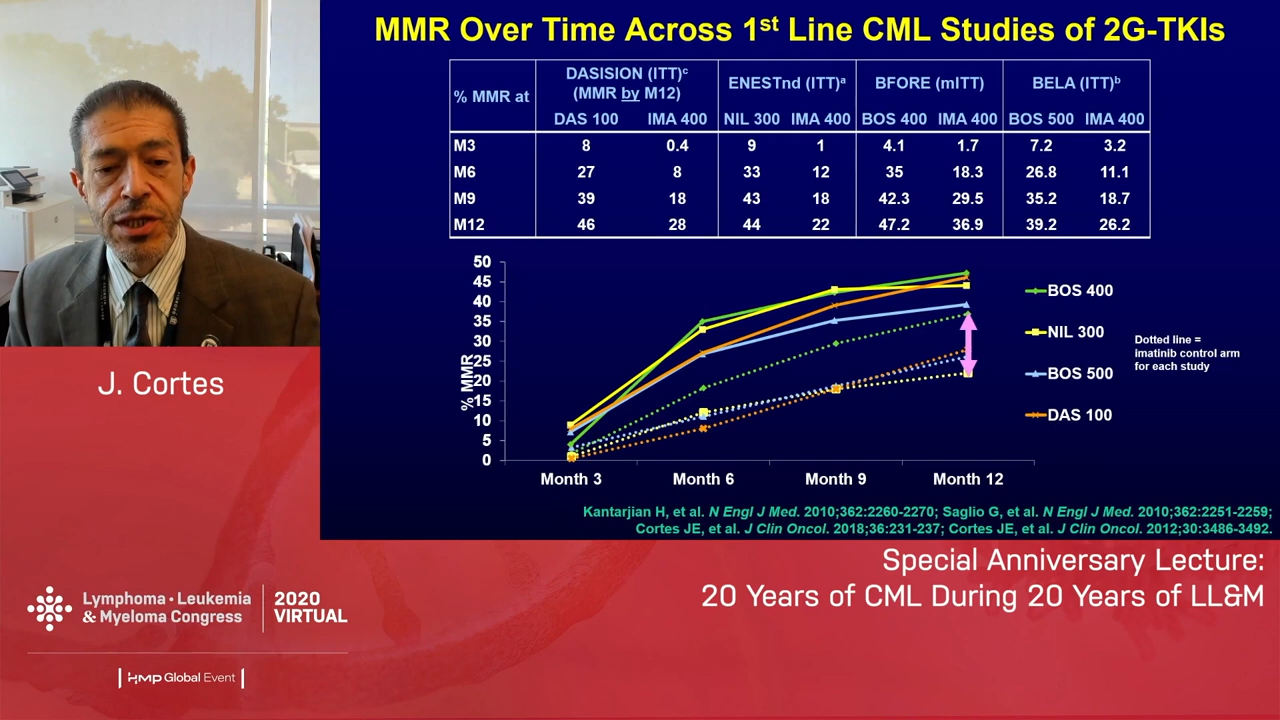 MMR Over Time Across 1st Line CML Studies of 2G-TKIs
% MMR at
DASISION (ITT)c
(MMR by M12)
ENESTnd (ITT)a
BFORE (mITT)
BELA (ITT)b
DAS 100 IMA 400 NIL 300 IMA 400 BOS 400 IMA 400 BOS 500 IMA 400
M3 8 0.4 9 1 4.1 1.7 7.2 3.2
M6 27 8 33 12 35 18.3 26.8 11.1
M9 39 18 43 18 42.3 29.5 35.2 18.7
M12 46 28 44 22 47.2 36.9 39.2 26.2
% MMR
50
45
40
35
30
25
20
15
10
5
0
Month 3 Month 6 Month 9 Month 12
BOS 400
NIL 300
BOS 500
DAS 100
Dotted line =
imatinib control arm
for each study
Kantarjian H, et al. N Engl J Med. 2010;362:2260-2270; Saglio G, et al. N Engl J Med. 2010;362:2251-2259;
Cortes JE, et al. J Clin Oncol. 2018;36:231-237; Cortes JE, et al. J Clin Oncol. 2012;30:3486-3492.
J. Cortes
Special Anniversary Lecture:
20 Years of CML During 20 Years of LL&M
Lymphoma • Leukemia
& Myeloma Congress
2020
VIRTUAL
HMP Global Event